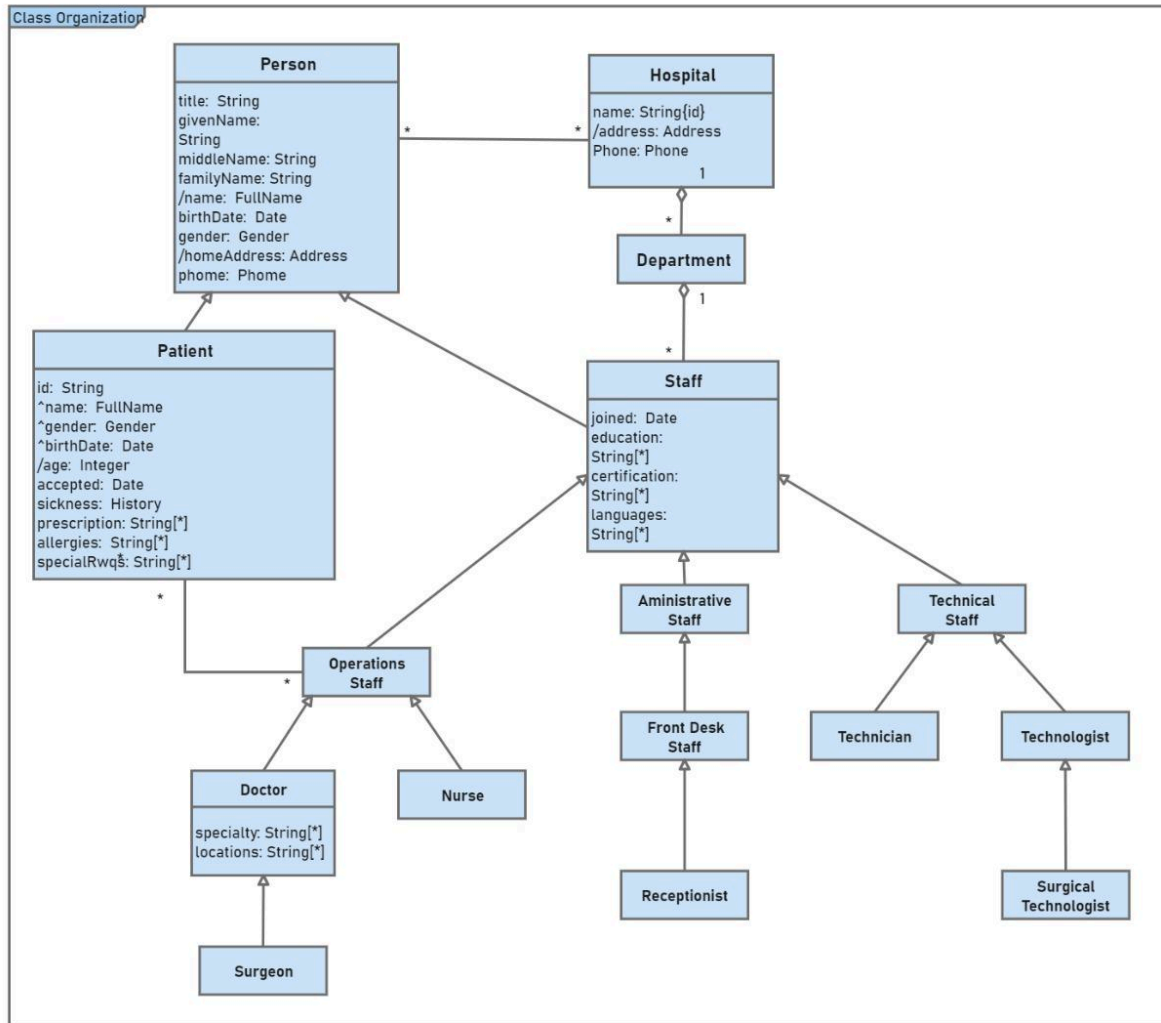 Class Organization
Person
title: String
givenName:
String
middleName: String
familyName: String
/name: FullName
birthDate: Date
gender: Gender
/homeAddress: Address
phome: Phome
*
*
Hospital
name: String{id}
/address: Address
Phone: Phone
1
*
Department
1
*
Patient
id: String
^name: FullName
^gender: Gender
^birthDate: Date
/age: Integer
accepted: Date
sickness: History
prescription: String[*]
allergies: String[*]
specialRwqs: String[*]
*
*
*
Staff
joined: Date
education:
String[*]
certification:
String[*]
languages:
String[*]
Operations
Staff
Aministrative
Staff
Technical
Staff
Doctor
specialty: String[*]
locations: String[*]
Nurse
Front Desk
Staff
Technician
Technologist
Surgeon
Receptionist
Surgical
Technologist